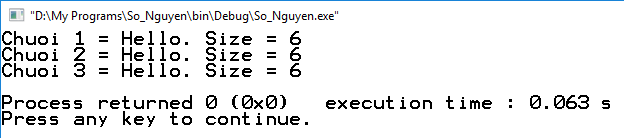 "D:\My Programs\So_Nguyen\bin\Debug\So_Nguyen.exe"
Chuoi 1 = Hello. Size = 6
Chuoi 2 = Hello. Size = 6
Chuoi 3 = Hello. Size = 6
Process returned 0 (0x0)   execution time : 0.063 s
Press any key to continue.